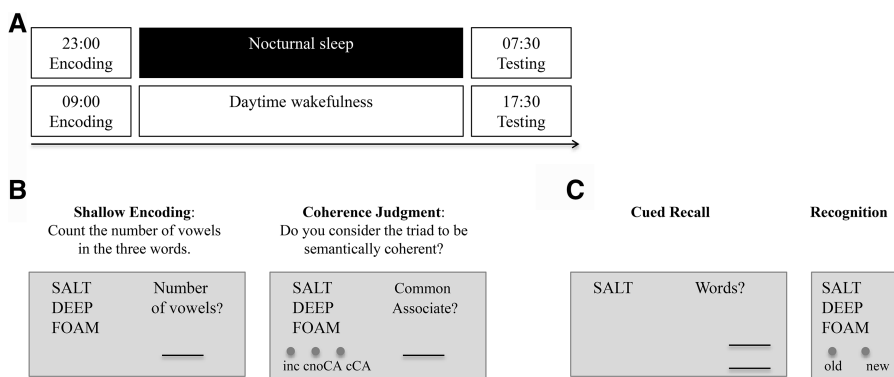 A
23:00
Encoding
Nocturnal sleep
07:30
Testing
09:00
Encoding
Daytime wakefulness
17:30
Testing
B
Shallow Encoding:
Count the number of vowels
in the three words.
SALT
DEEP
FOAM
Number
of vowels?
Coherence Judgment:
Do you consider the triad to be
semantically coherent?
SALT
DEEP
FOAM
inc cnoCA cCA
Common
Associate?
C
Cued Recall
SALT
Words?
Recognition
SALT
DEEP
FOAM
old new